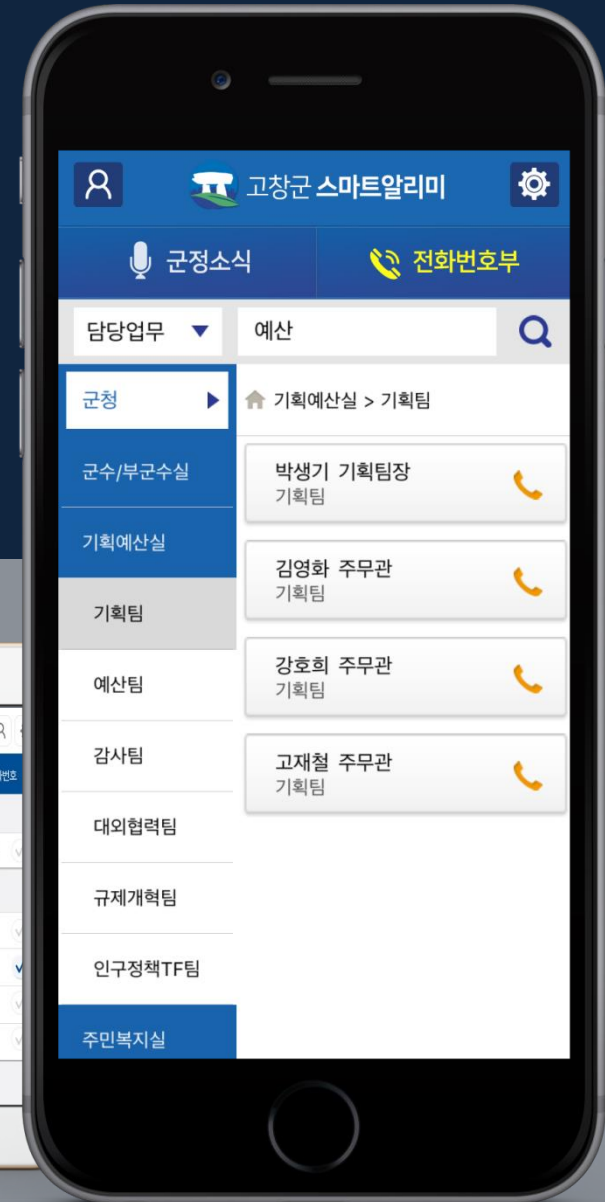 고창군 스마트알리미
군정소식
전화번호부
담당업무
예산
군청
기획예산실 > 기획팀
군수/부군수실
기획예산실
기획팀
예산팀
감사팀
대외협력팀
규제개혁팀
인구정책TF팀
주민복지실
박생기 기획팀장
기획팀
김영화 주무관
기획팀
강호희 주무관
기획팀
고재철 주무관
기획팀